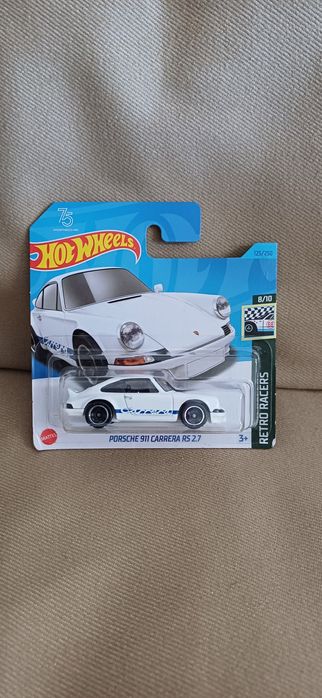 75
HOT WHEELS
125/250
8/10
Carrera
RETRO RACERS
MATTEL
PORSCHE 911 CARRERA RS 2.7
3+